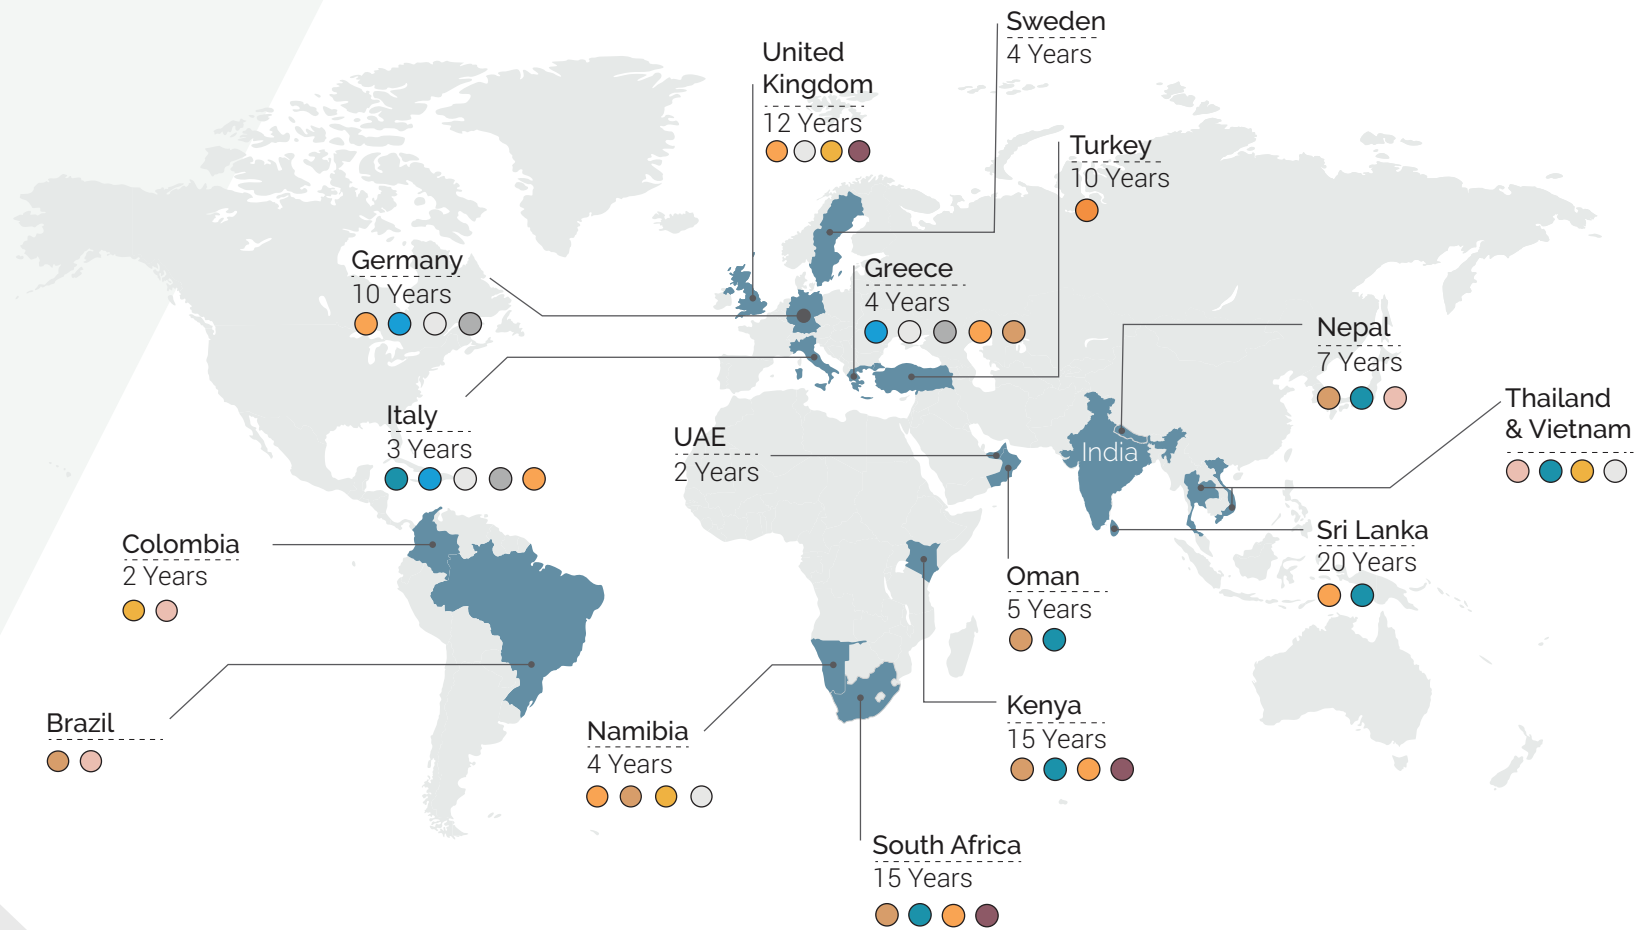 Sweden
4 Years
United
Kingdom
12 Years
Turkey
10 Years
Germany
10 Years
Greece
4 Years
Nepal
7 Years
Thailand
& Vietnam
Italy
3 Years
UAE
2 Years
India
Colombia
2 Years
Sri Lanka
20 Years
Oman
5 Years
Brazil
Namibia
4 Years
Kenya
15 Years
South Africa
15 Years